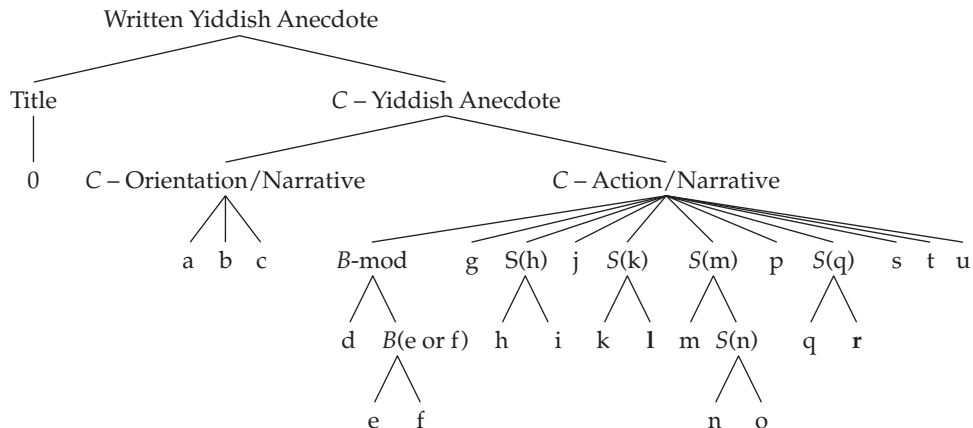 Written Yiddish Anecdote
Title C – Yiddish Anecdote
0 C – Orientation/Narrative C – Action/Narrative
a b c B-mod g S(h) j S(k) S(m) p S(q) s t u
d B(e or f) h i k l m S(n) q r
e f n o